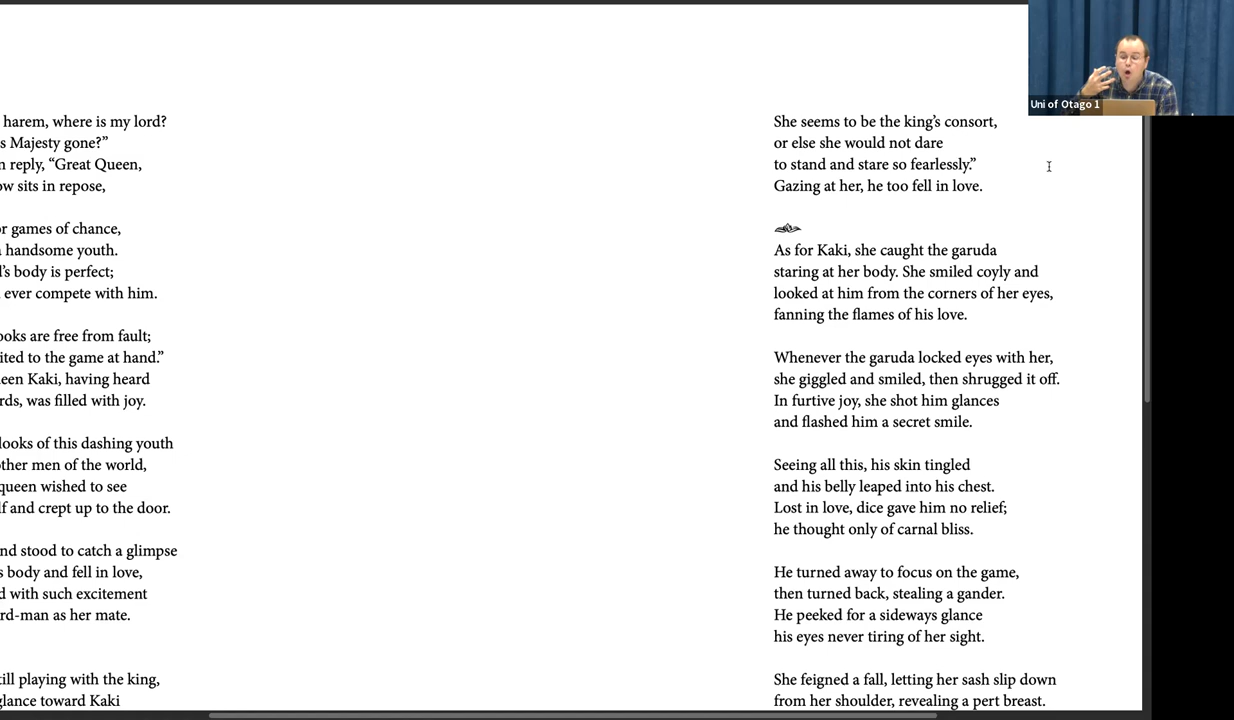 harem, where is my lord?
s Majesty gone?”
n reply, “Great Queen,
ow sits in repose,
or games of chance,
handsome youth.
l’s body is perfect;
ever compete with him.
ooks are free from fault;
ited to the game at hand.”
een Kaki, having heard
rds, was filled with joy.
looks of this dashing youth
other men of the world,
queen wished to see
lf and crept up to the door.
nd stood to catch a glimpse
s body and fell in love,
d with such excitement
rd-man as her mate.
till playing with the king,
glance toward Kaki
She seems to be the king’s consort,
or else she would not dare
to stand and stare so fearlessly.”
Gazing at her, he too fell in love.
As for Kaki, she caught the garuda
staring at her body. She smiled coyly and
looked at him from the corners of her eyes,
fanning the flames of his love.
Whenever the garuda locked eyes with her,
she giggled and smiled, then shrugged it off.
In furtive joy, she shot him glances
and flashed him a secret smile.
Seeing all this, his skin tingled
and his belly leaped into his chest.
Lost in love, dice gave him no relief;
he thought only of carnal bliss.
He turned away to focus on the game,
then turned back, stealing a gander.
He peeked for a sideways glance
his eyes never tiring of her sight.
She feigned a fall, letting her sash slip down
from her shoulder, revealing a pert breast.
Uni of Otago 1